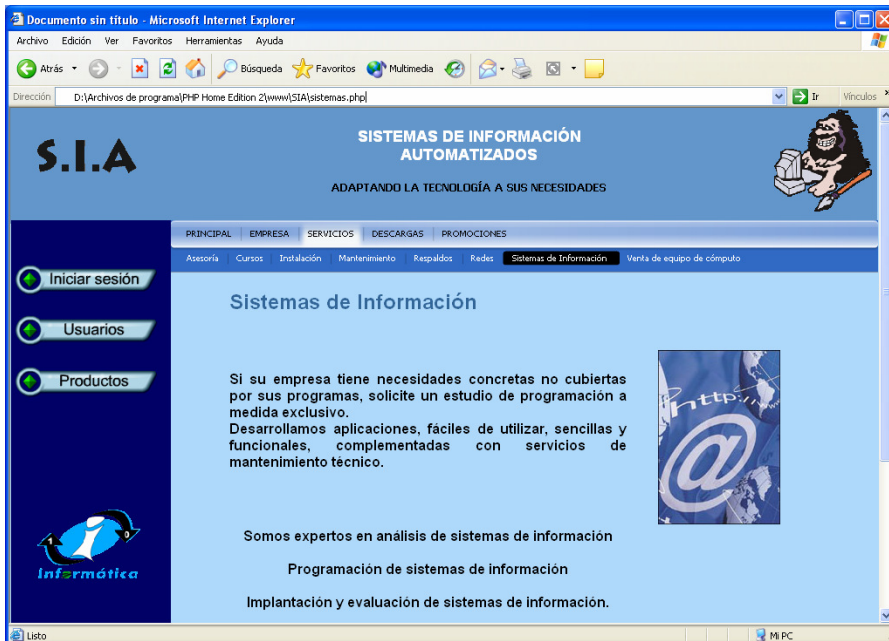 Documento sin título - Microsoft Internet Explorer
Archivo Edición Ver Favoritos Herramientas Ayuda
Atrás Búsqueda Favoritos Multimedia
Dirección D:\Archivos de programa\PHP Home Edition 2\www\SIA\sistemas.php Ir Vínculos »
S.I.A
SISTEMAS DE INFORMACIÓN
AUTOMATIZADOS
ADAPTANDO LA TECNOLOGÍA A SUS NECESIDADES
PRINCIPAL EMPRESA SERVICIOS DESCARGAS PROMOCIONES
Asesoría Cursos Instalación Mantenimiento Respaldos Redes Sistemas de Información Venta de equipo de cómputo
Iniciar sesión
Usuarios
Productos
Sistemas de Información
Si su empresa tiene necesidades concretas no cubiertas
por sus programas, solicite un estudio de programación a
medida exclusivo.
Desarrollamos aplicaciones, fáciles de utilizar, sencillas y
funcionales, complementadas con servicios de
mantenimiento técnico.
http://
@
Somos expertos en análisis de sistemas de información
Programación de sistemas de información
Implantación y evaluación de sistemas de información.
1 i 0
Informática
Listo Mi PC